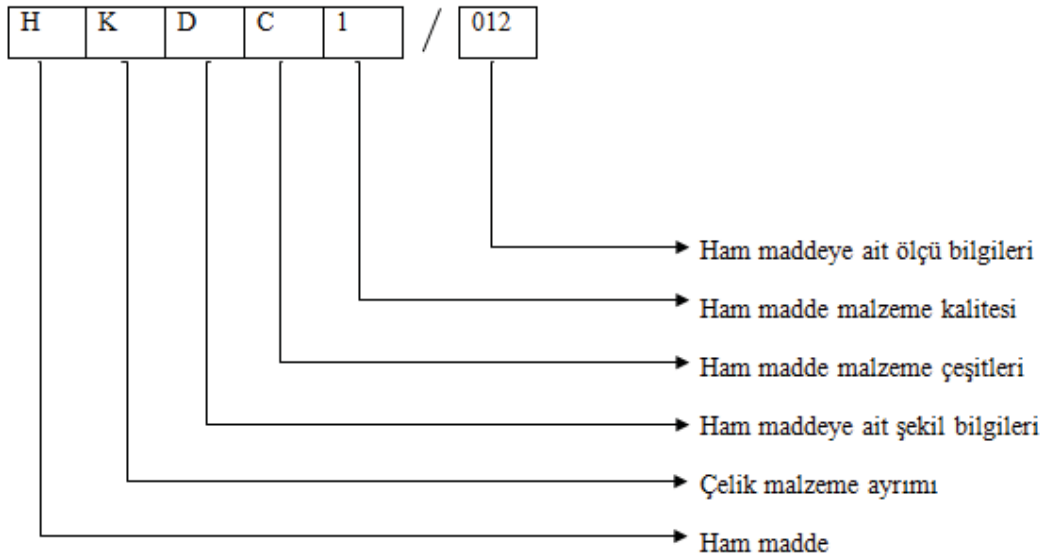 H K D C 1 / 012
Ham maddeye ait ölçü bilgileri
Ham madde malzeme kalitesi
Ham madde malzeme çeşitleri
Ham maddeye ait şekil bilgileri
Çelik malzeme ayrımı
Ham madde